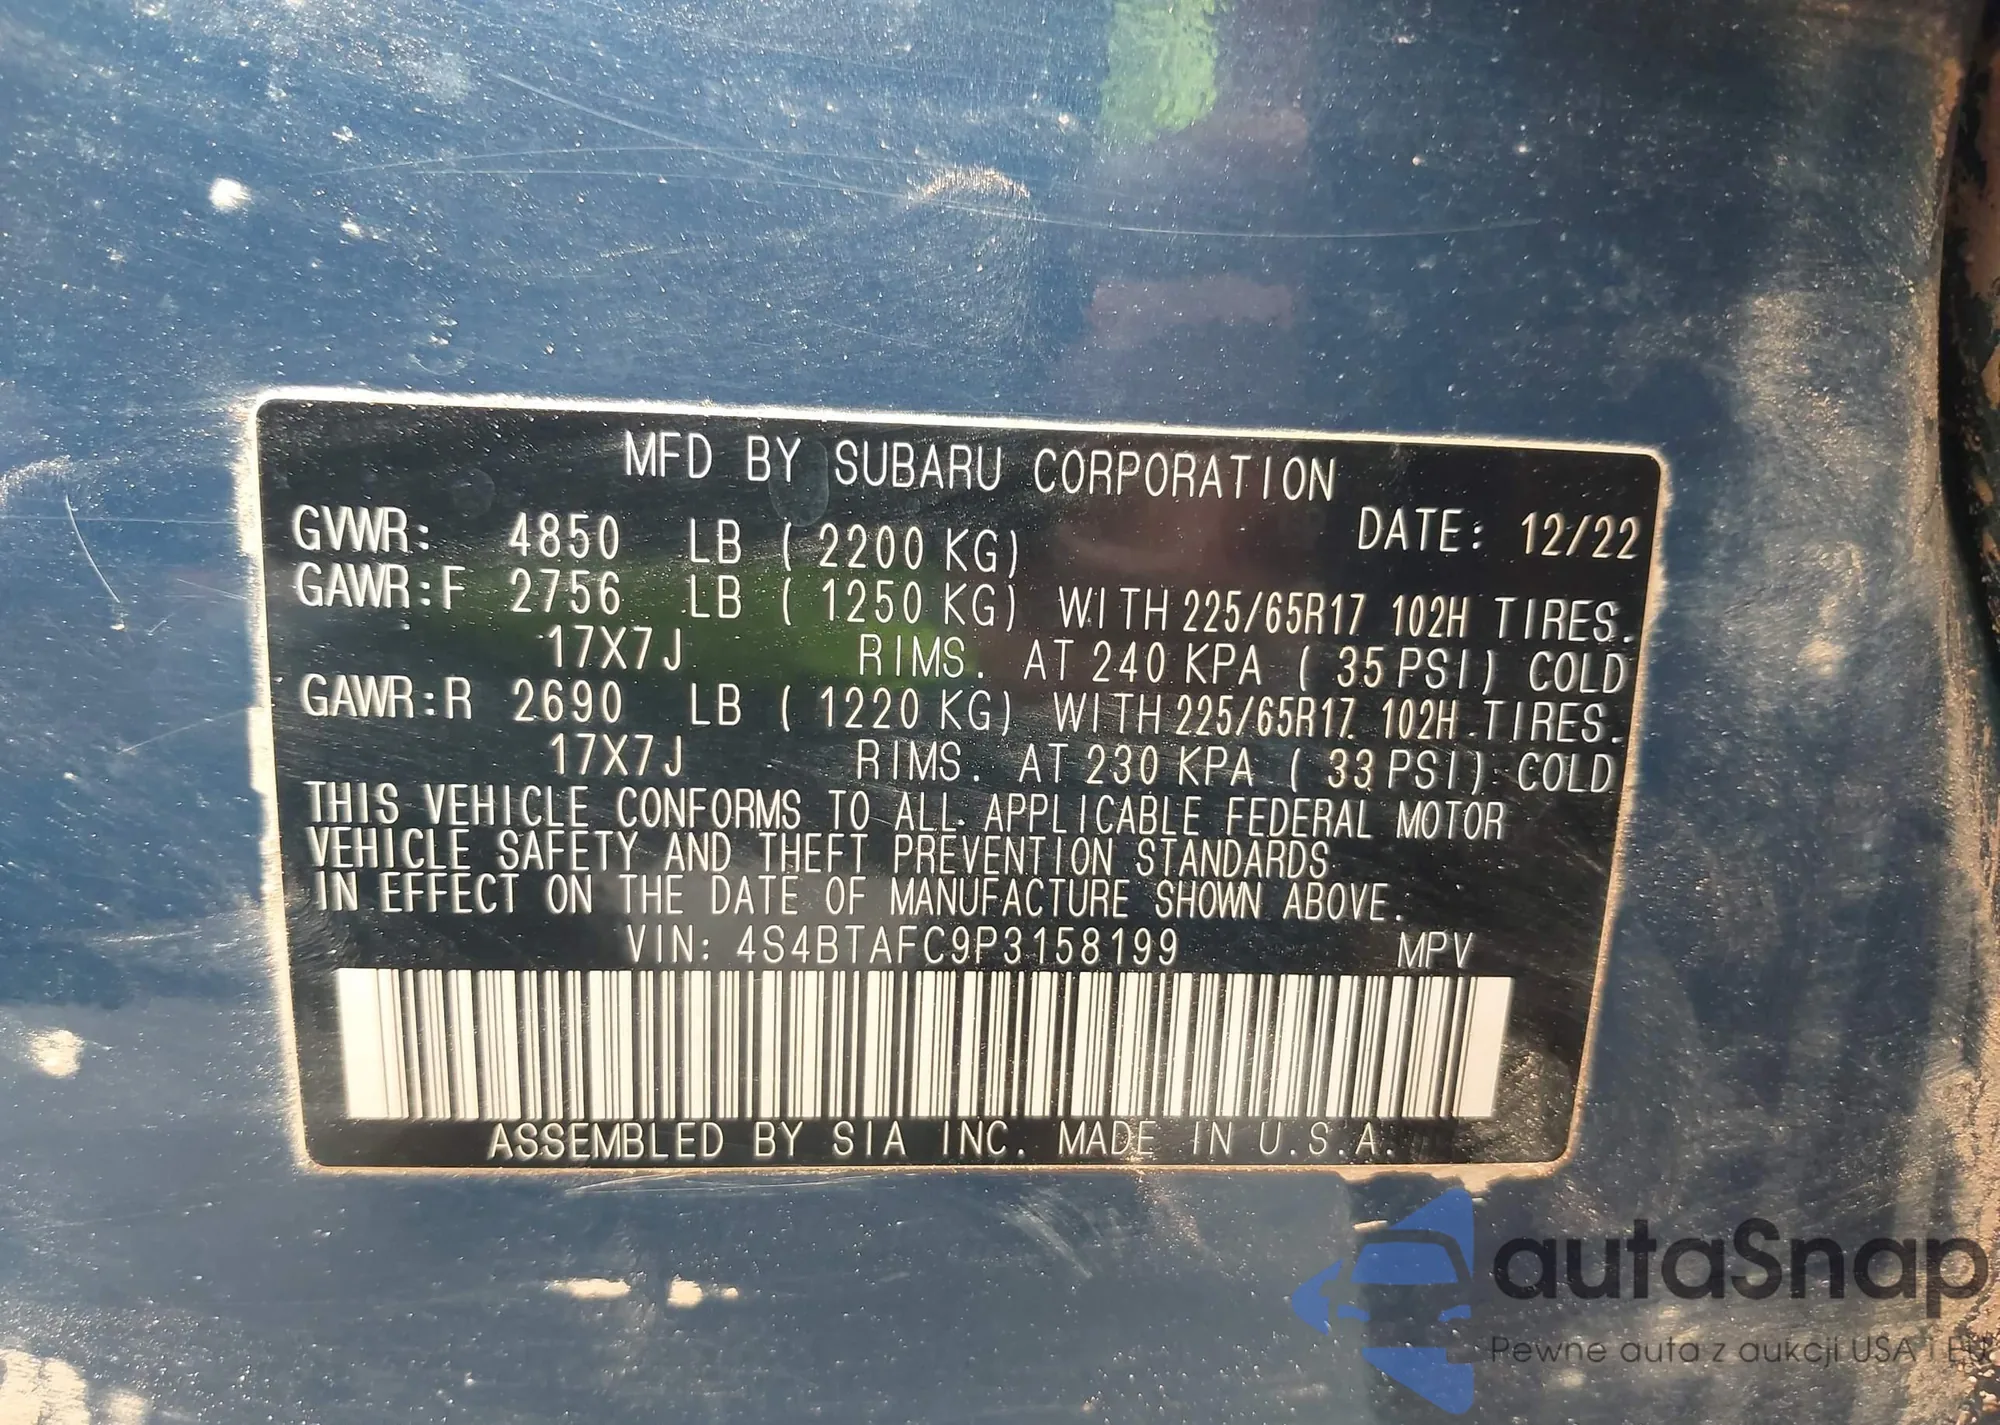 MFD BY SUBARU CORPORATION
GVWR: 4850 LB ( 2200 KG) DATE: 12/22
GAWR:F 2756 LB ( 1250 KG) WITH 225/65R17 102H TIRES.
17X7J RIMS. AT 240 KPA ( 35 PSI) COLD
GAWR:R 2690 LB ( 1220 KG) WITH 225/65R17 102H TIRES.
17X7J RIMS. AT 230 KPA ( 33 PSI) COLD
THIS VEHICLE CONFORMS TO ALL APPLICABLE FEDERAL MOTOR
VEHICLE SAFETY AND THEFT PREVENTION STANDARDS
IN EFFECT ON THE DATE OF MANUFACTURE SHOWN ABOVE.
VIN: 4S4BTAFC9P3158199 MPV
ASSEMBLED BY SIA INC. MADE IN U.S.A.
autaSnap
Pewne auta z aukcji USA i EU